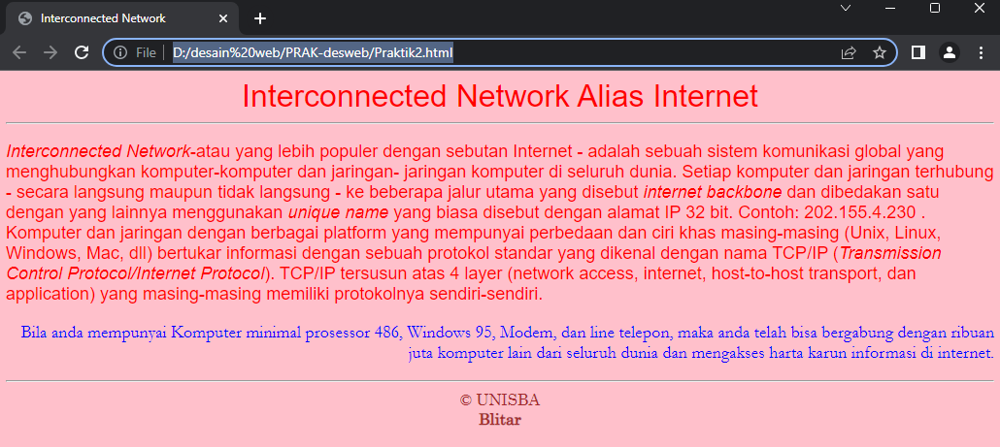 Interconnected Network
File
D:/desain%20web/PRAK-desweb/Praktik2.html
Interconnected Network Alias Internet
Interconnected Network-atau yang lebih populer dengan sebutan Internet - adalah sebuah sistem komunikasi global yang
menghubungkan komputer-komputer dan jaringan- jaringan komputer di seluruh dunia. Setiap komputer dan jaringan terhubung
- secara langsung maupun tidak langsung - ke beberapa jalur utama yang disebut internet backbone dan dibedakan satu
dengan yang lainnya menggunakan unique name yang biasa disebut dengan alamat IP 32 bit. Contoh: 202.155.4.230 .
Komputer dan jaringan dengan berbagai platform yang mempunyai perbedaan dan ciri khas masing-masing (Unix, Linux,
Windows, Mac, dll) bertukar informasi dengan sebuah protokol standar yang dikenal dengan nama TCP/IP (Transmission
Control Protocol/Internet Protocol). TCP/IP tersusun atas 4 layer (network access, internet, host-to-host transport, dan
application) yang masing-masing memiliki protokolnya sendiri-sendiri.
Bila anda mempunyai Komputer minimal prosessor 486, Windows 95, Modem, dan line telepon, maka anda telah bisa bergabung dengan ribuan
juta komputer lain dari seluruh dunia dan mengakses harta karun informasi di internet.
© UNISBA
Blitar